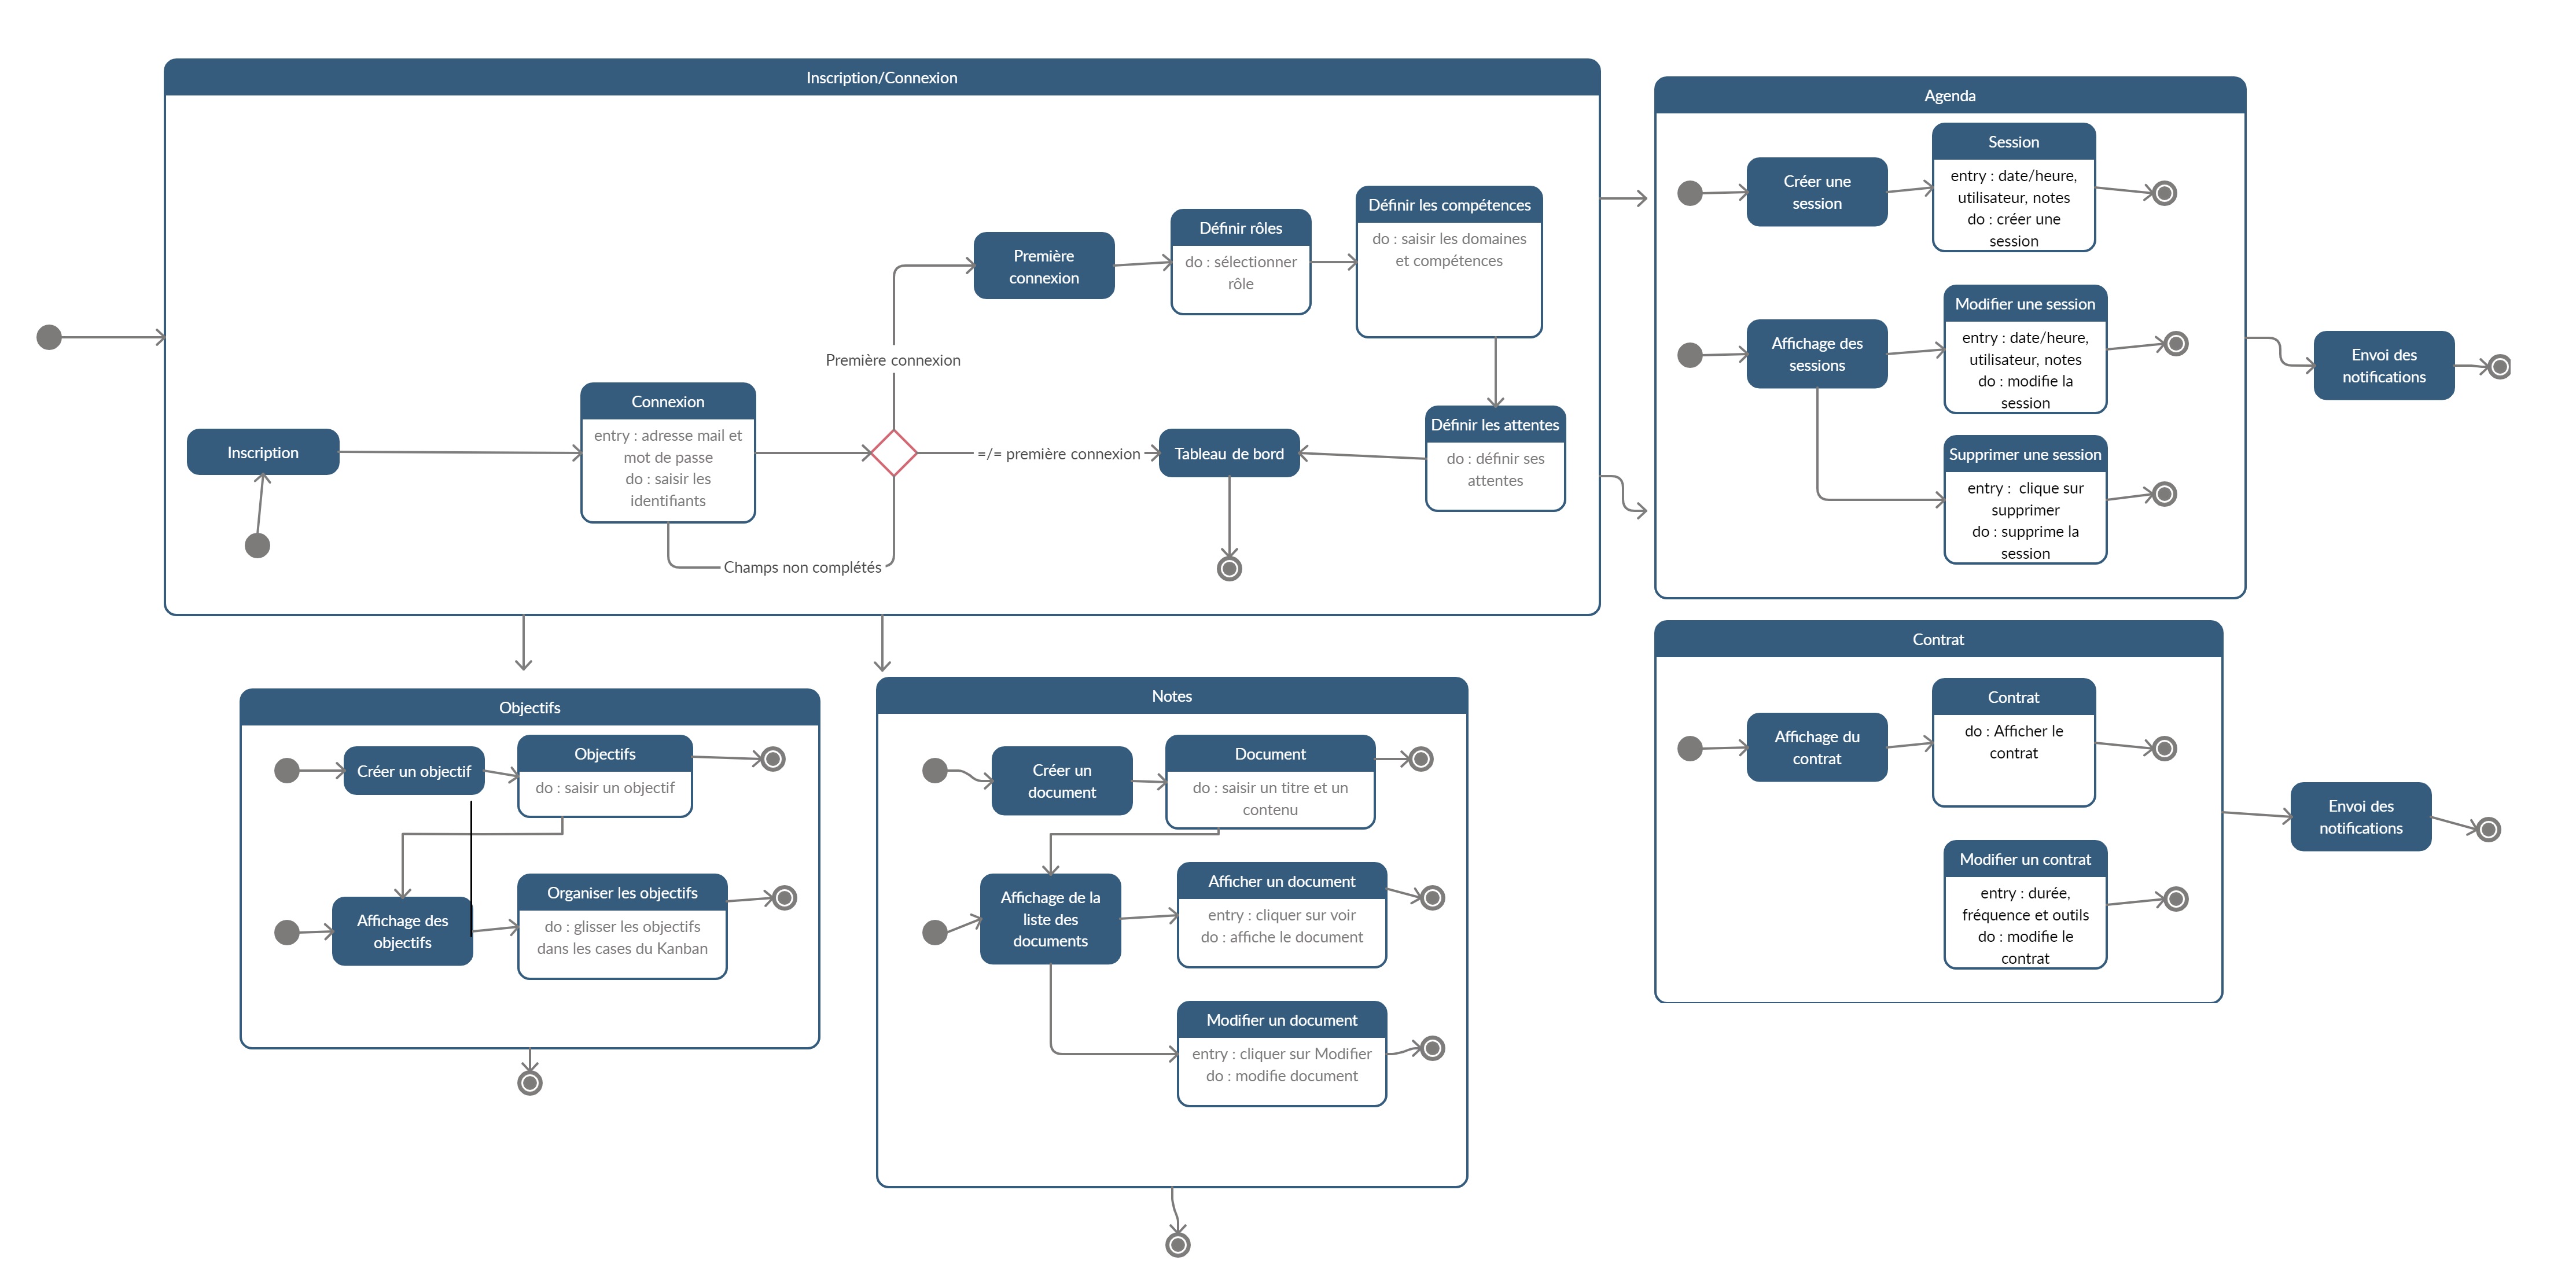 Inscription/Connexion
Inscription
Connexion
entry : adresse mail et
mot de passe
do : saisir les
identifiants
Première connexion
=/= première connexion
Champs non complétés
Première
connexion
Définir rôles
do : sélectionner
rôle
Définir les compétences
do : saisir les domaines
et compétences
Définir les attentes
do : définir ses
attentes
Tableau de bord
Agenda
Créer une
session
Session
entry : date/heure,
utilisateur, notes
do : créer une
session
Affichage des
sessions
Modifier une session
entry : date/heure,
utilisateur, notes
do : modifie la
session
Supprimer une session
entry :  clique sur
supprimer
do : supprime la
session
Envoi des
notifications
Objectifs
Créer un objectif
Objectifs
do : saisir un objectif
Affichage des
objectifs
Organiser les objectifs
do : glisser les objectifs
dans les cases du Kanban
Notes
Créer un
document
Document
do : saisir un titre et un
contenu
Affichage de la
liste des
documents
Afficher un document
entry : cliquer sur voir
do : affiche le document
Modifier un document
entry : cliquer sur Modifier
do : modifie document
Contrat
Affichage du
contrat
Contrat
do : Afficher le
contrat
Modifier un contrat
entry : durée,
fréquence et outils
do : modifie le
contrat
Envoi des
notifications